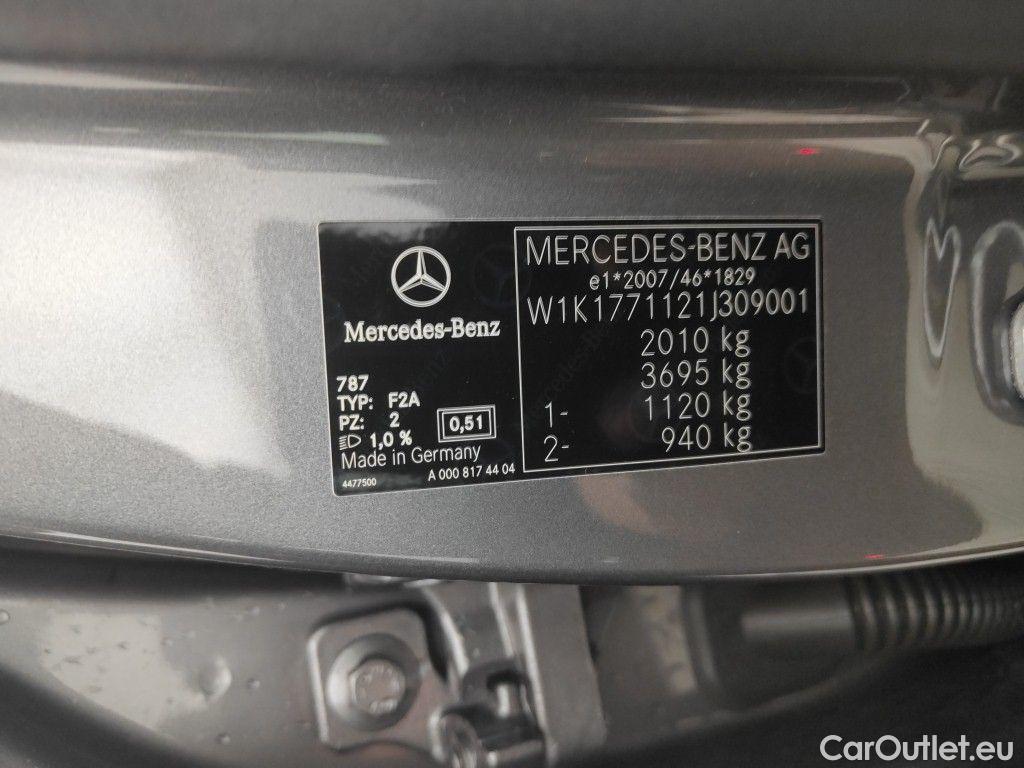 Mercedes-Benz
787
TYP: F2A
PZ: 2
1,0 %
0,51
Made in Germany
4477500
A 000 817 44 04
MERCEDES-BENZ AG
e1*2007/46*1829
W1K1771121J309001
2010 kg
3695 kg
1- 1120 kg
2- 940 kg
CarOutlet.eu